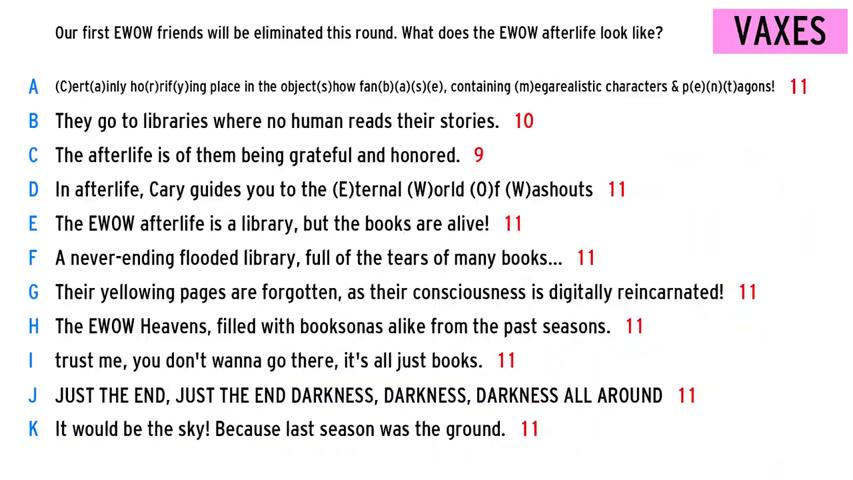 Our first EWOW friends will be eliminated this round. What does the EWOW afterlife look like?
VAXES
A (C)ert(a)inly ho(r)rif(y)ing place in the object(s)how fan(b)(a)(s)(e), containing (m)egarealistic characters & p(e)(n)(t)agons! 11
B They go to libraries where no human reads their stories. 10
C The afterlife is of them being grateful and honored. 9
D In afterlife, Cary guides you to the (E)ternal (W)orld (O)f (W)ashouts 11
E The EWOW afterlife is a library, but the books are alive! 11
F A never-ending flooded library, full of the tears of many books... 11
G Their yellowing pages are forgotten, as their consciousness is digitally reincarnated! 11
H The EWOW Heavens, filled with booksonas alike from the past seasons. 11
I trust me, you don't wanna go there, it's all just books. 11
J JUST THE END, JUST THE END DARKNESS, DARKNESS, DARKNESS ALL AROUND 11
K It would be the sky! Because last season was the ground. 11